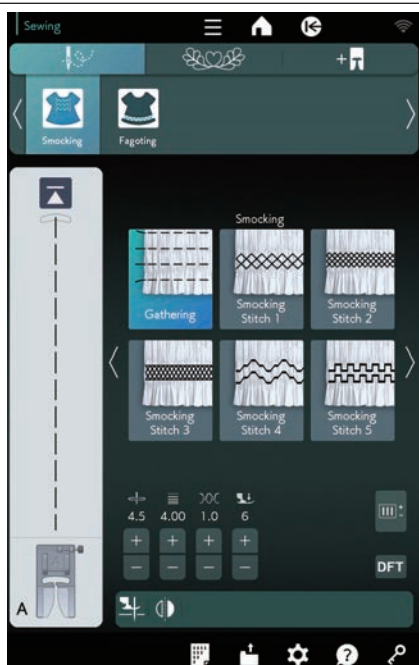 Sewing
Smocking
Fagoting
Smocking
Gathering
Smocking
Stitch 1
Smocking
Stitch 2
Smocking
Stitch 3
Smocking
Stitch 4
Smocking
Stitch 5
4.5 4.00 1.0 6
+ + + +
− − − −
DFT
A